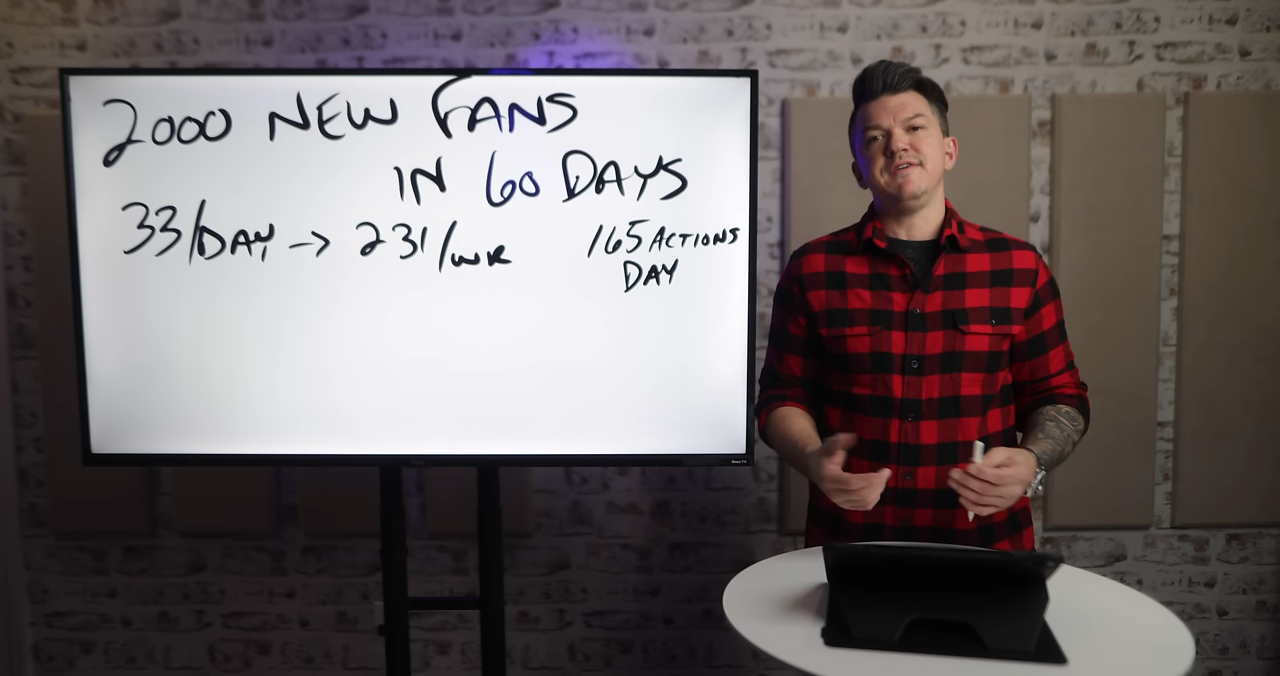 2000 NEW FANS
IN 60 DAYS
33/DAY -> 231/WK
165 ACTIONS
DAY